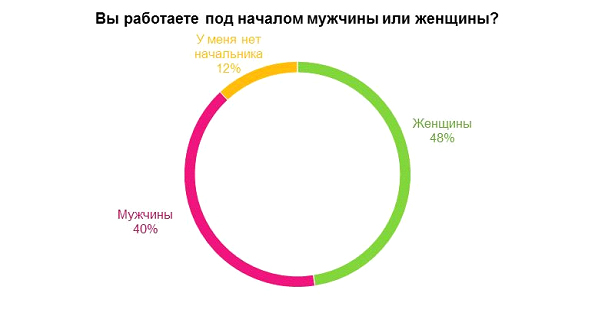 Вы работаете под началом мужчины или женщины?
У меня нет
начальника
12%
Женщины
48%
Мужчины
40%